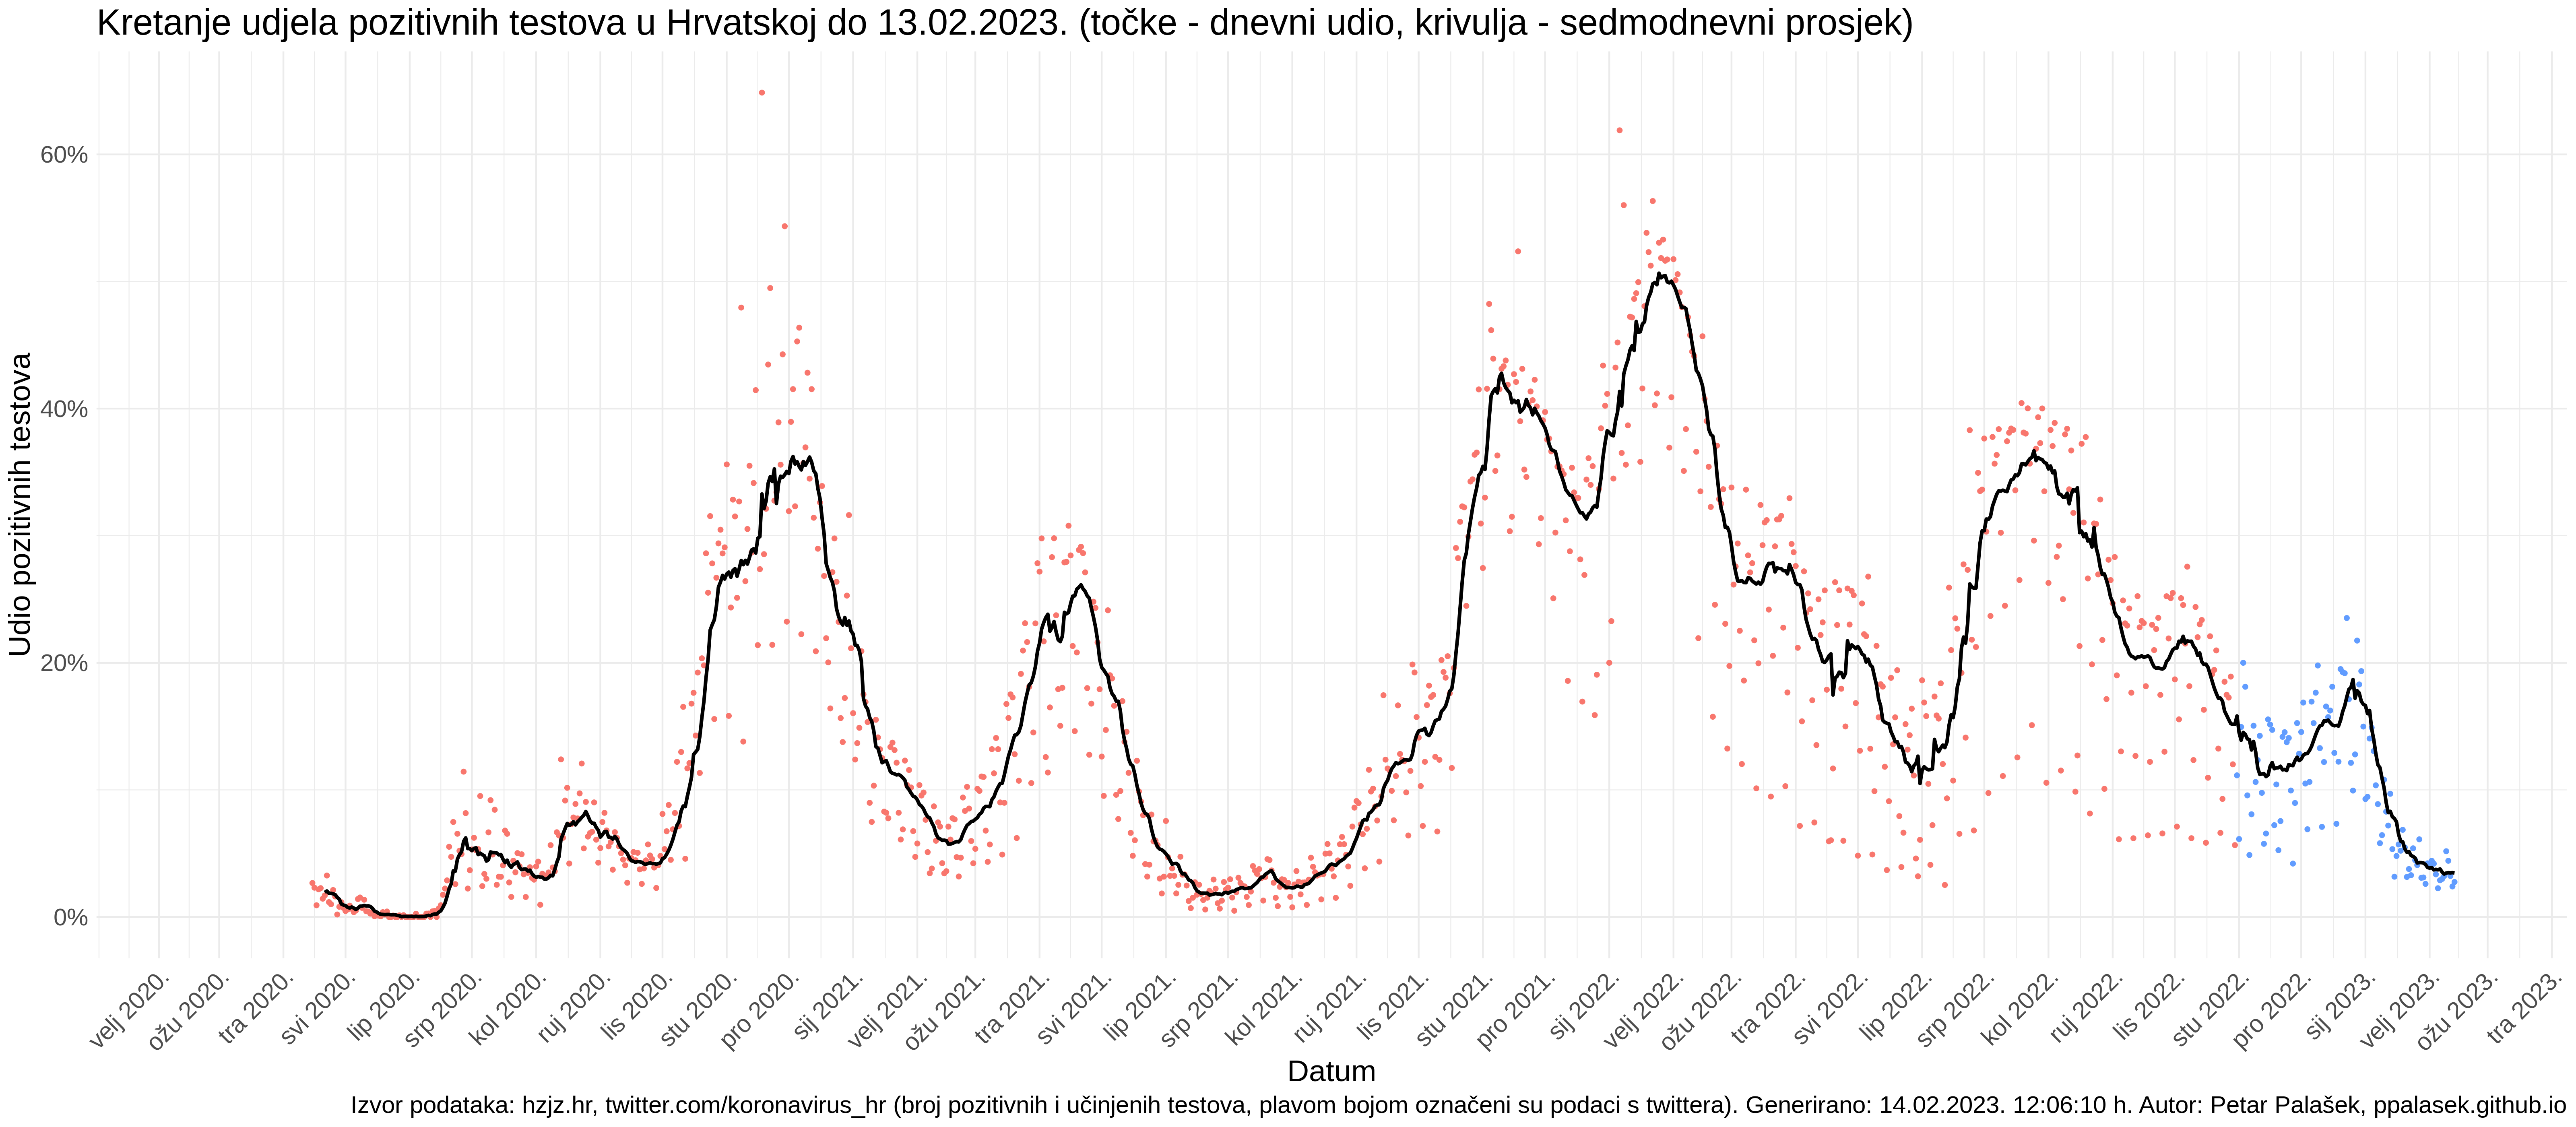 Kretanje udjela pozitivnih testova u Hrvatskoj do 13.02.2023. (točke - dnevni udio, krivulja - sedmodnevni prosjek)
Udio pozitivnih testova
60%
40%
20%
0%
velj 2020.
ožu 2020.
tra 2020.
svi 2020.
lip 2020.
srp 2020.
kol 2020.
ruj 2020.
lis 2020.
stu 2020.
pro 2020.
sij 2021.
velj 2021.
ožu 2021.
tra 2021.
svi 2021.
lip 2021.
srp 2021.
kol 2021.
ruj 2021.
lis 2021.
stu 2021.
pro 2021.
sij 2022.
velj 2022.
ožu 2022.
tra 2022.
svi 2022.
lip 2022.
srp 2022.
kol 2022.
ruj 2022.
lis 2022.
stu 2022.
pro 2022.
sij 2023.
velj 2023.
ožu 2023.
tra 2023.
Datum
Izvor podataka: hzjz.hr, twitter.com/koronavirus_hr (broj pozitivnih i učinjenih testova, plavom bojom označeni su podaci s twittera). Generirano: 14.02.2023. 12:06:10 h. Autor: Petar Palašek, ppalasek.github.io